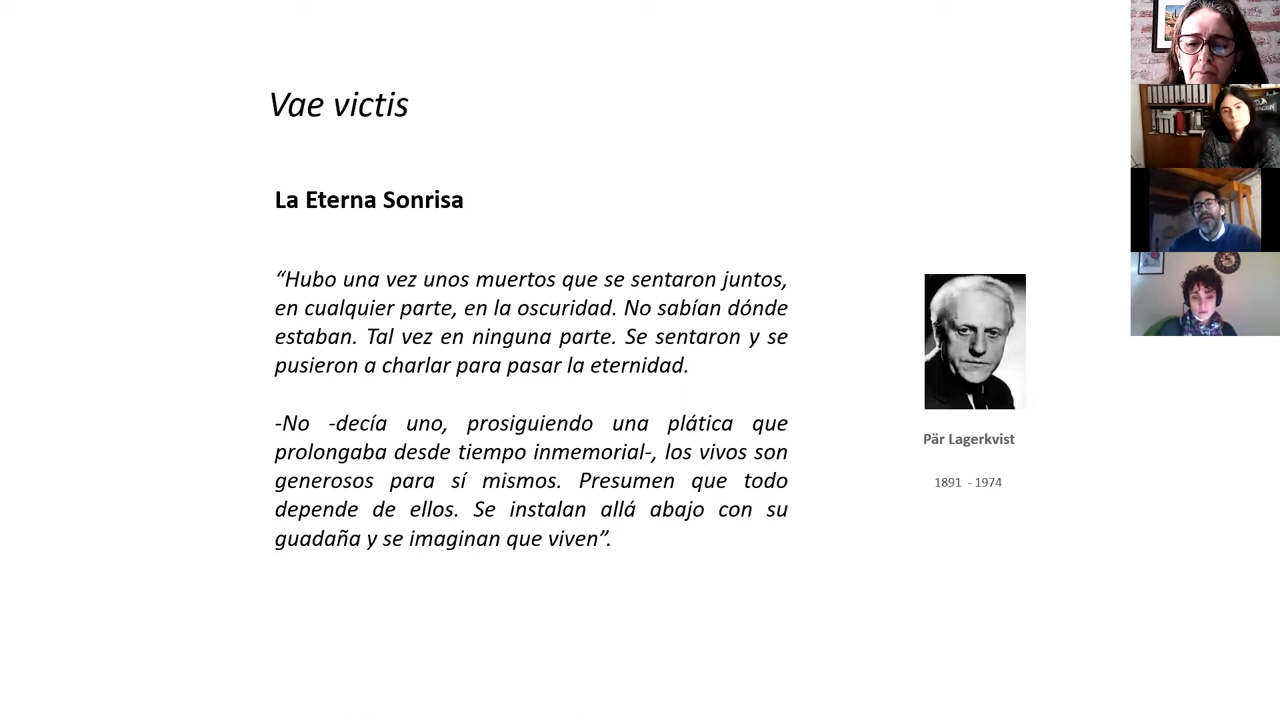 Vae victis
La Eterna Sonrisa
“Hubo una vez unos muertos que se sentaron juntos,
en cualquier parte, en la oscuridad. No sabían dónde
estaban. Tal vez en ninguna parte. Se sentaron y se
pusieron a charlar para pasar la eternidad.
-No -decía uno, prosiguiendo una plática que
prolongaba desde tiempo inmemorial-, los vivos son
generosos para sí mismos. Presumen que todo
depende de ellos. Se instalan allá abajo con su
guadaña y se imaginan que viven”.
Pär Lagerkvist
1891 - 1974